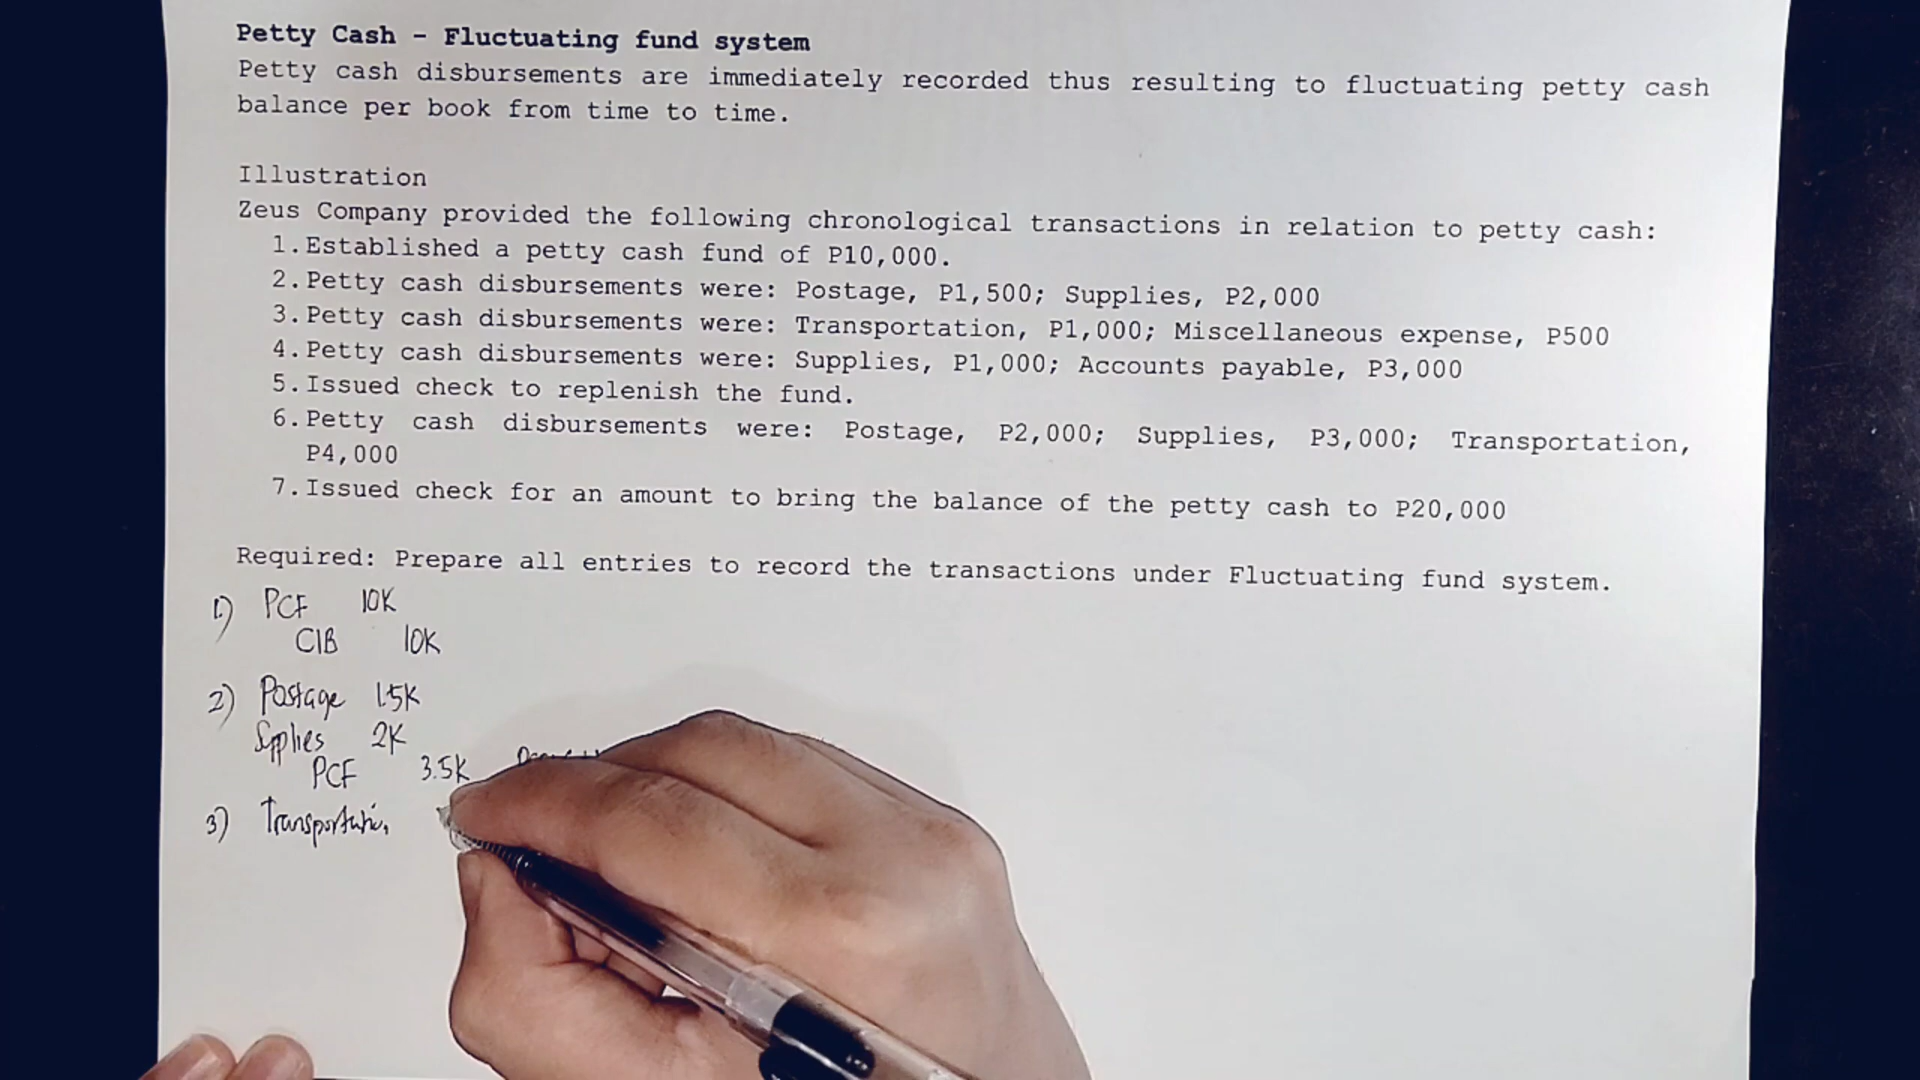 Petty Cash - Fluctuating fund system
Petty cash disbursements are immediately recorded thus resulting to fluctuating petty cash
balance per book from time to time.
Illustration
Zeus Company provided the following chronological transactions in relation to petty cash:
1. Established a petty cash fund of P10,000.
2. Petty cash disbursements were: Postage, P1,500; Supplies, P2,000
3. Petty cash disbursements were: Transportation, P1,000; Miscellaneous expense, P500
4. Petty cash disbursements were: Supplies, P1,000; Accounts payable, P3,000
5. Issued check to replenish the fund.
6. Petty cash disbursements were: Postage, P2,000; Supplies, P3,000; Transportation,
P4,000
7. Issued check for an amount to bring the balance of the petty cash to P20,000
Required: Prepare all entries to record the transactions under Fluctuating fund system.
1) PCF 10K
CIB 10K
2) Postage 1.5K
Supplies 2K
PCF 3.5K
3) Transportation